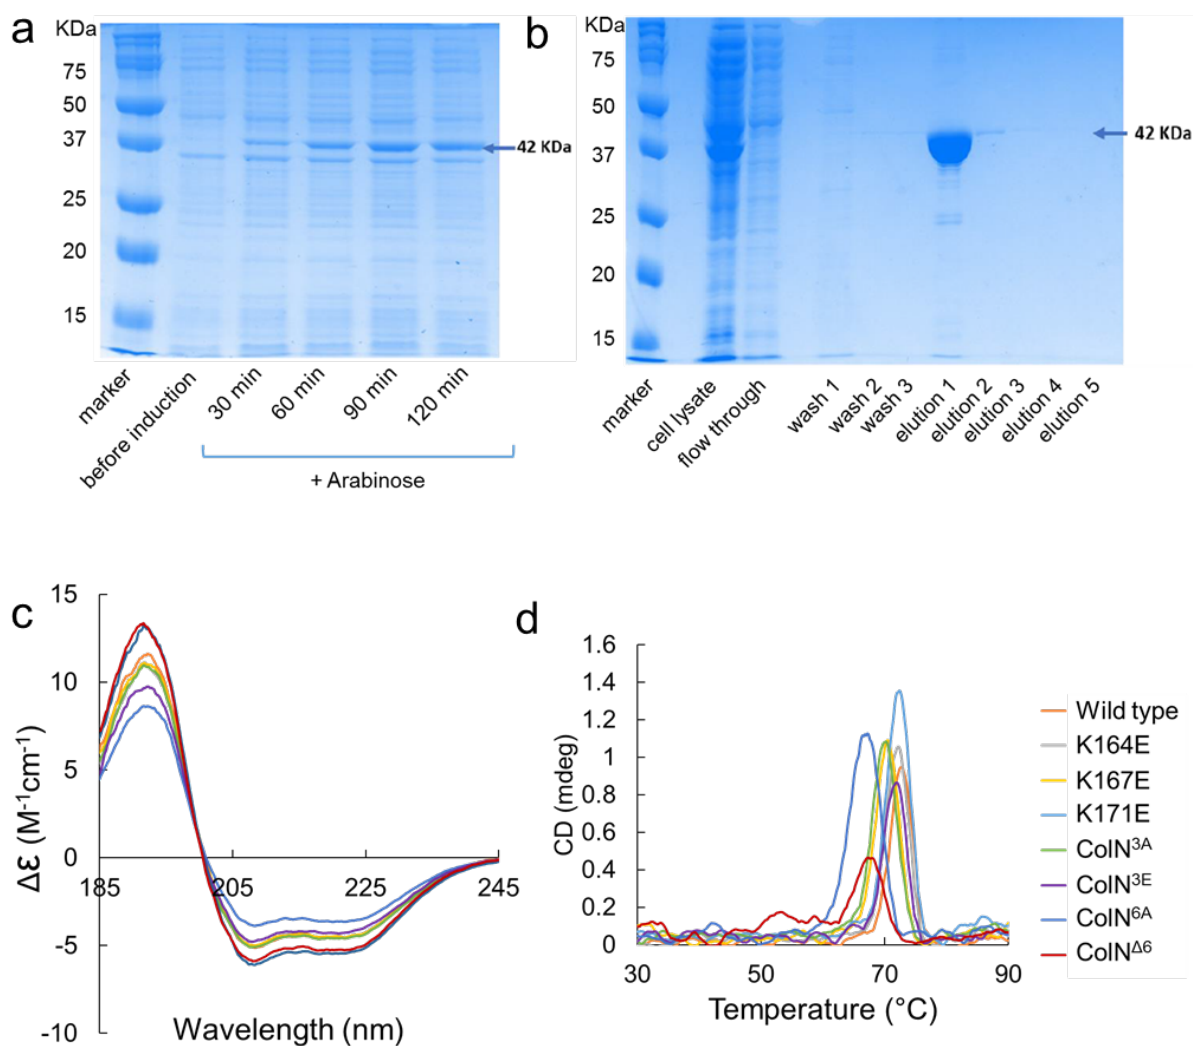 a
KDa
75
50
37
25
20
15
42 KDa
marker
before induction
30 min
60 min
90 min
120 min
+ Arabinose
b
KDa
75
50
37
25
20
15
42 KDa
marker
cell lysate
flow through
wash 1
wash 2
wash 3
elution 1
elution 2
elution 3
elution 4
elution 5
c
15
10
5
0
-5
-10
185
205
225
245
Δε (M⁻¹cm⁻¹)
Wavelength (nm)
d
1.6
1.4
1.2
1
0.8
0.6
0.4
0.2
0
30
50
70
90
CD (mdeg)
Temperature (°C)
Wild type
K164E
K167E
K171E
ColN³ᴬ
ColN³ᴱ
ColN⁶ᴬ
ColN^Δ6